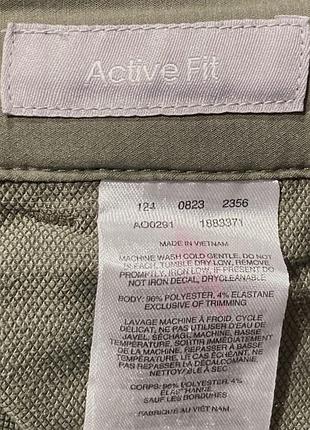 Active Fit
124 0823 2356
AO0291 1883371
MADE IN VIETNAM
MACHINE WASH COLD GENTLE. DO NOT
BLEACH, TUMBLE DRY LOW, REMOVE
PROMPTLY, IRON LOW, IF PRESENT DO
NOT IRON DECAL, DRYCLEANABLE
BODY: 96% POLYESTER, 4% ELASTANE
EXCLUSIVE OF TRIMMING
LAVAGE MACHINE À FROID, CYCLE
DÉLICAT, NE PAS UTILISER D'EAU DE
JAVEL, SÉCHAGE MACHINE, BASSE
TEMPÉRATURE, SORTIR IMMÉDIATEMENT
DE LA MACHINE, REPASSER À BASSE
TEMPÉRATURE, LE CAS ÉCHÉANT, NE
PAS REPASSER LA DÉCALCOMANIE,
NETTOYABLE À SEC
CORPS: 96% POLYESTER, 4%
ÉLASTHANNE
SAUF LES BORDURES
FABRIQUÉ AU VIÊT NAM